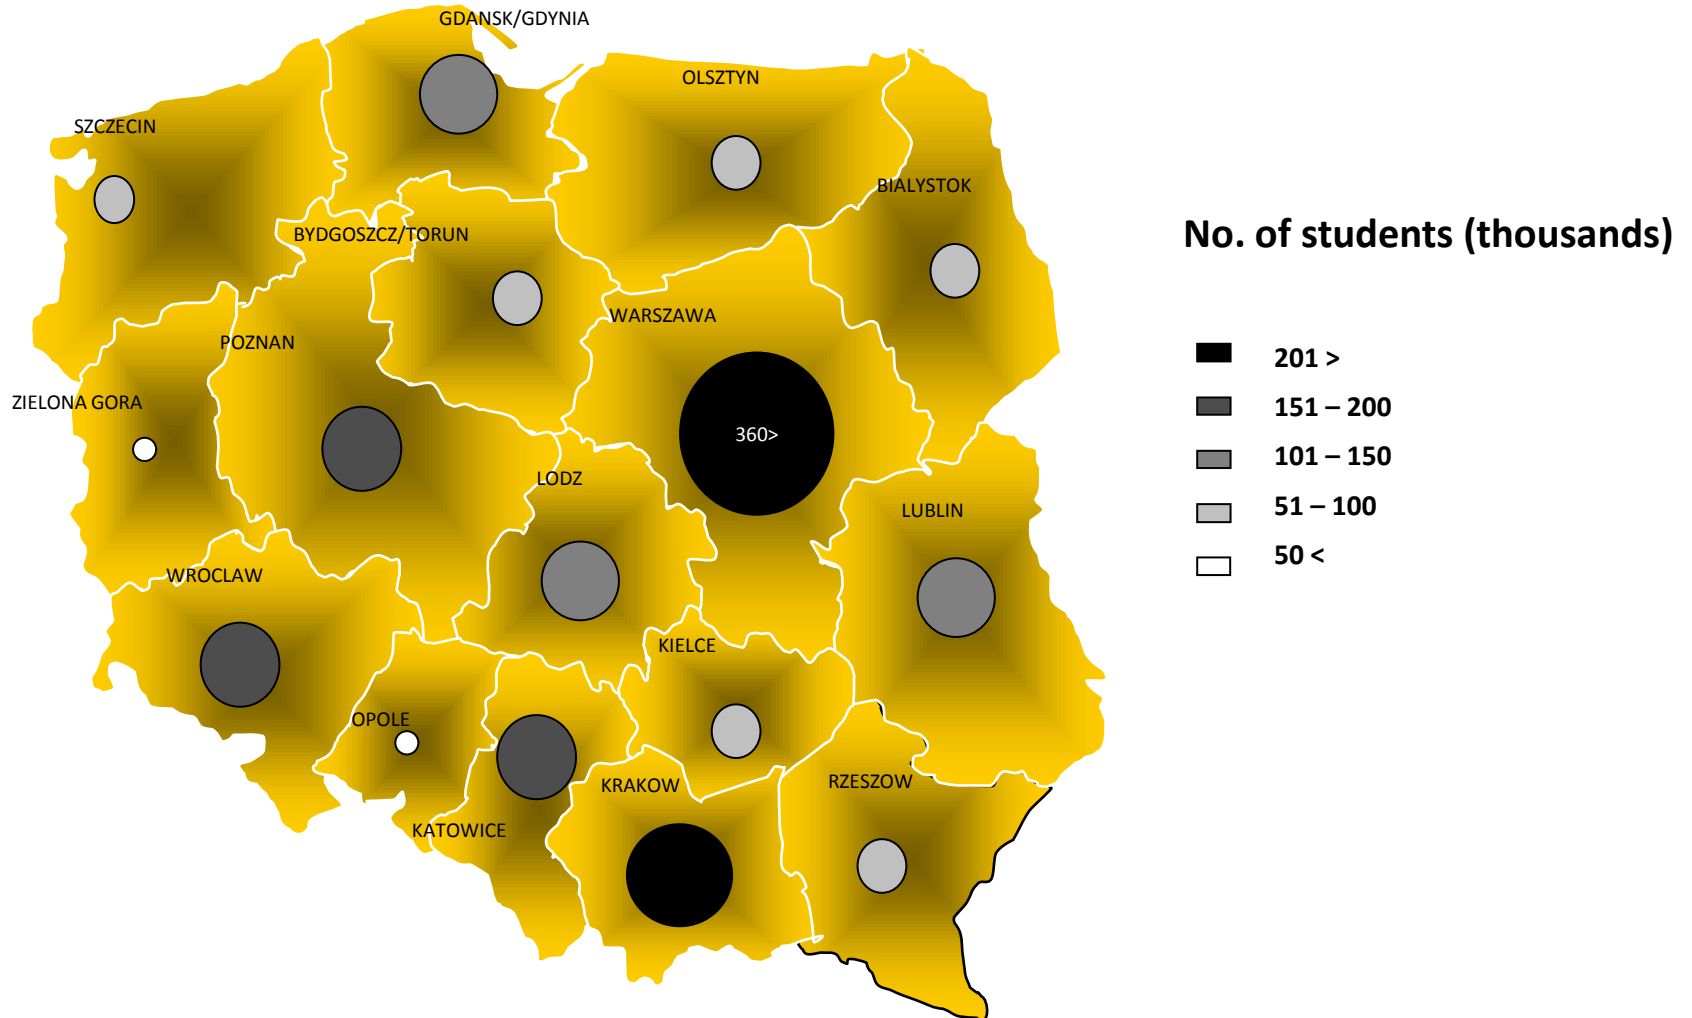 GDANSK/GDYNIA
OLSZTYN
SZCZECIN
BIALYSTOK
BYDGOSZCZ/TORUN
WARSZAWA
POZNAN
ZIELONA GORA
360>
LODZ
LUBLIN
WROCLAW
KIELCE
OPOLE
KRAKOW
RZESZOW
KATOWICE
No. of students (thousands)
201 >
151 – 200
101 – 150
51 – 100
50 <